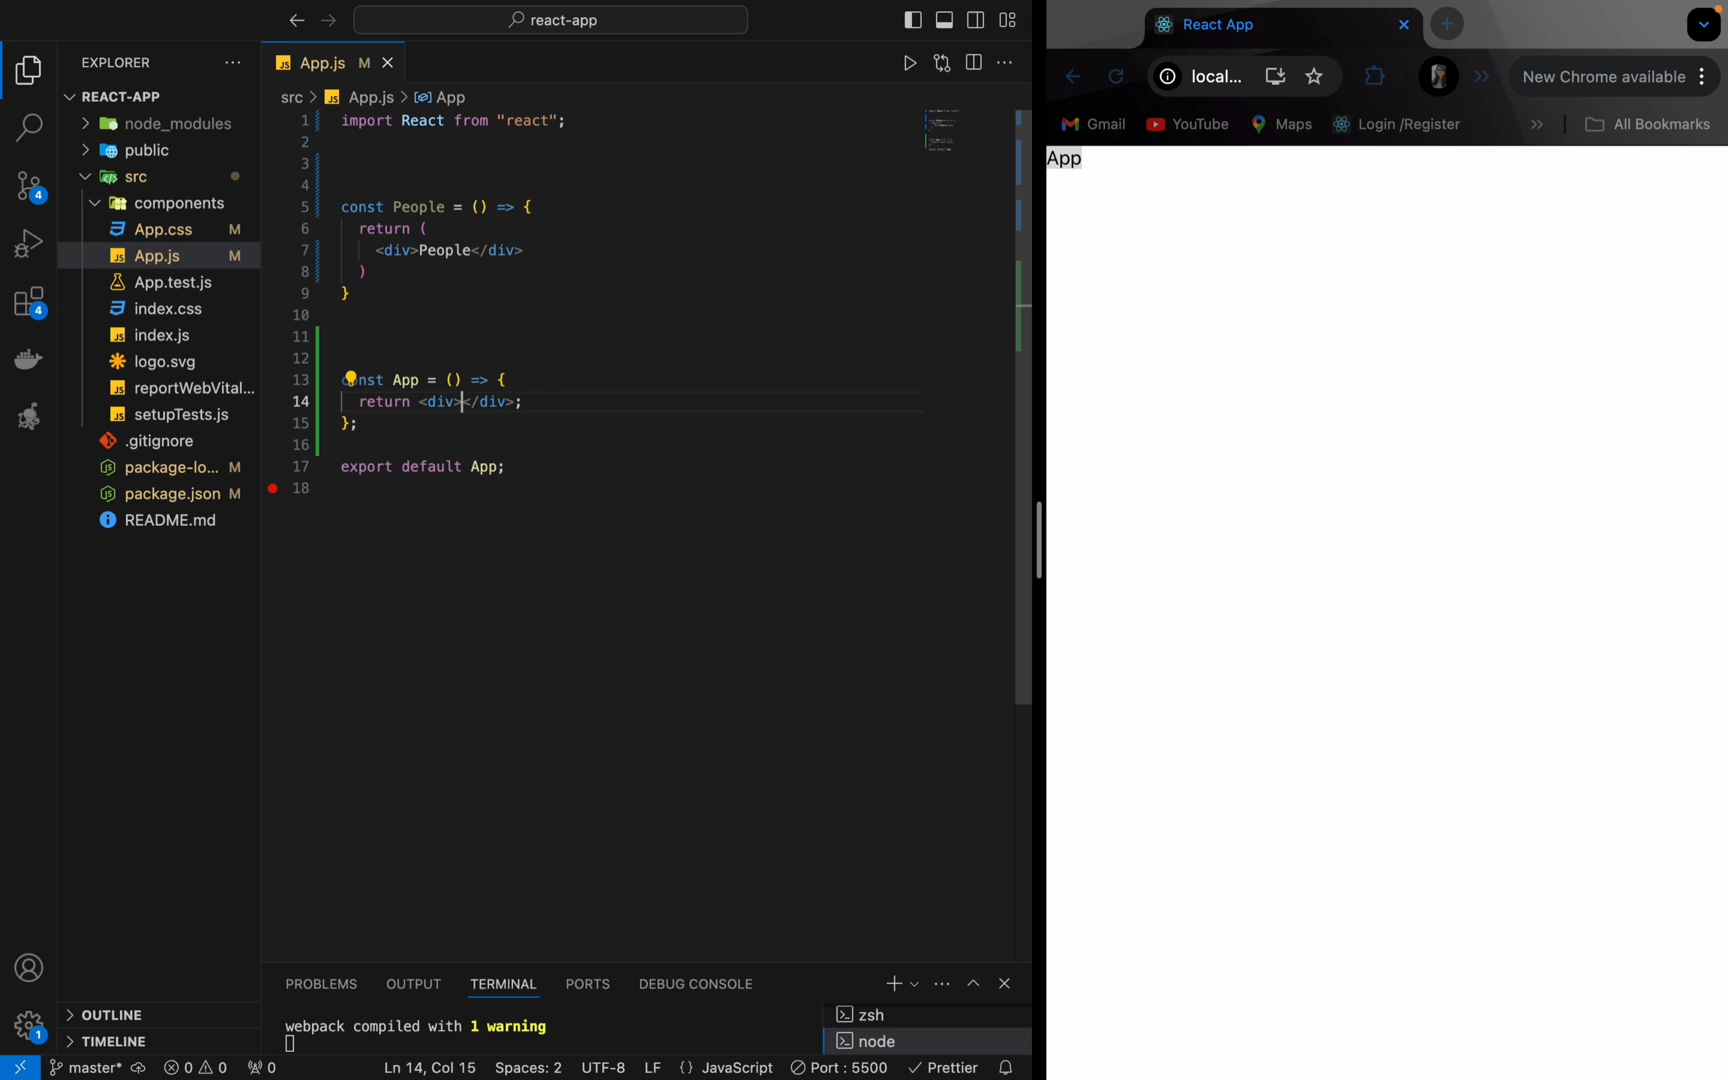 react-app
EXPLORER
REACT-APP
node_modules
public
src
components
App.css M
App.js M
App.test.js
index.css
index.js
logo.svg
reportWebVital...
setupTests.js
.gitignore
package-lo... M
package.json M
README.md
OUTLINE
TIMELINE
4
4
1
JS App.js M
src > JS App.js > App
1 import React from "react";
2
3
4
5 const People = () => {
6 return (
7 <div>People</div>
8 )
9 }
10
11
12
13 const App = () => {
14 return <div></div>;
15 };
16
17 export default App;
18
PROBLEMS OUTPUT TERMINAL PORTS DEBUG CONSOLE
webpack compiled with 1 warning
zsh
node
master* 0 0 0 Ln 14, Col 15 Spaces: 2 UTF-8 LF {} JavaScript Port : 5500 Prettier
React App
local... New Chrome available
Gmail YouTube Maps Login /Register All Bookmarks
App